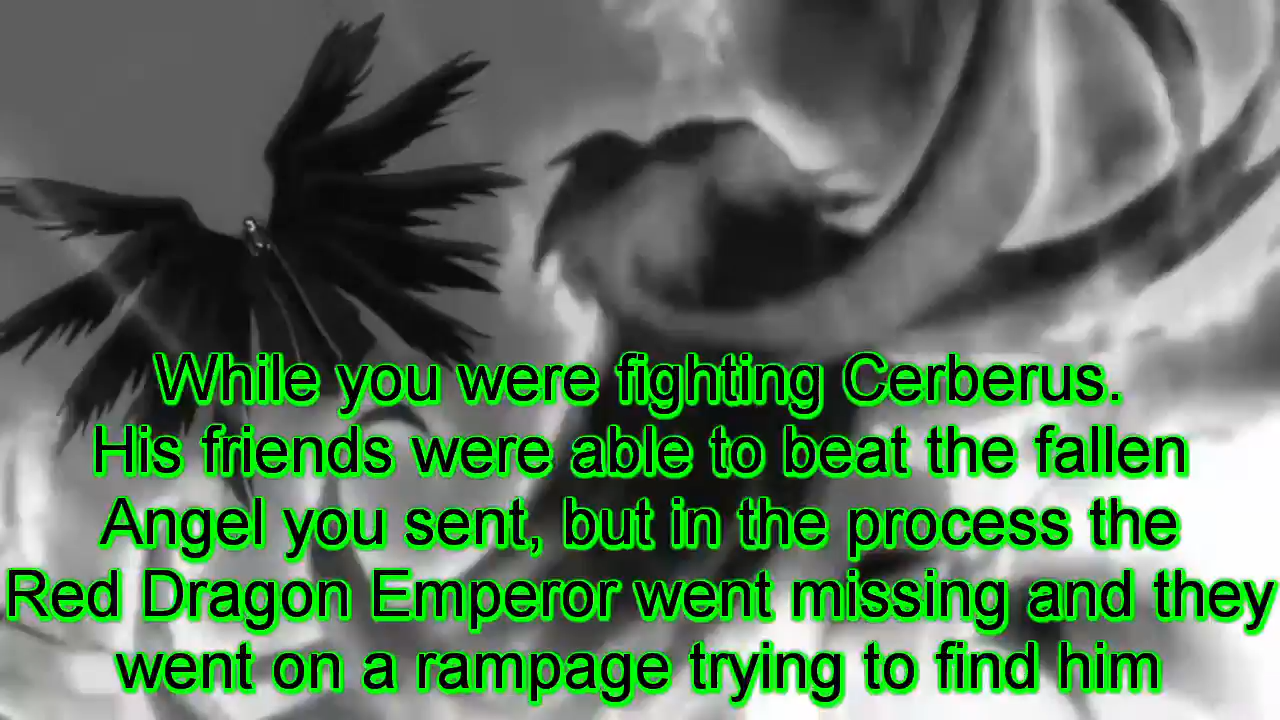 While you were fighting Cerberus.
His friends were able to beat the fallen
Angel you sent, but in the process the
Red Dragon Emperor went missing and they
went on a rampage trying to find him